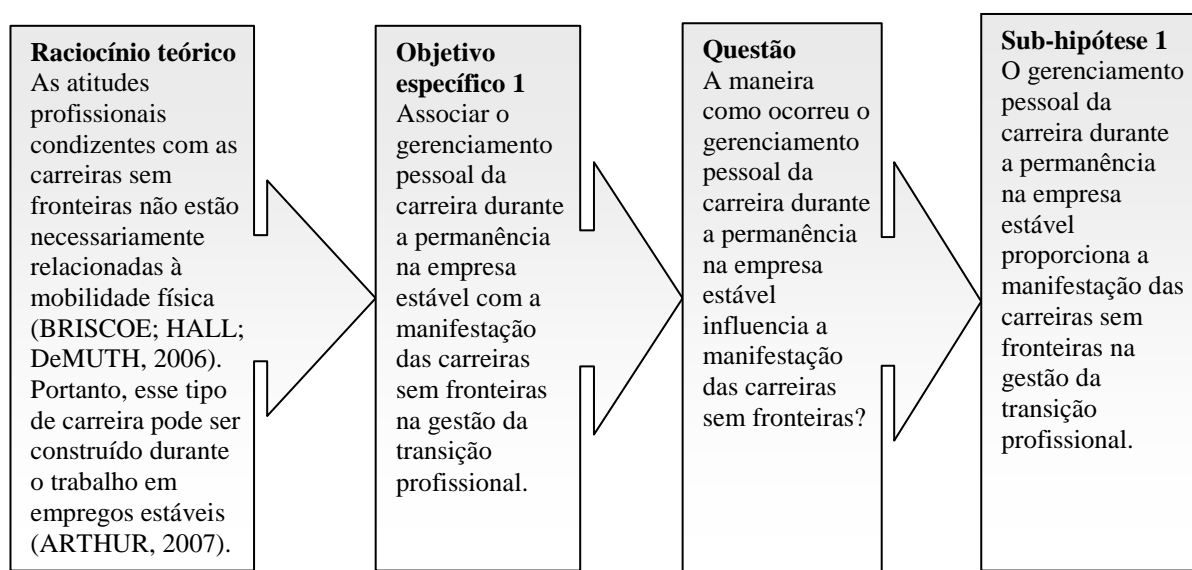 Raciocínio teórico
As atitudes
profissionais
condizentes com as
carreiras sem
fronteiras não estão
necessariamente
relacionadas à
mobilidade física
(BRISCOE; HALL;
DeMUTH, 2006).
Portanto, esse tipo
de carreira pode ser
construído durante
o trabalho em
empregos estáveis
(ARTHUR, 2007).
Objetivo
específico 1
Associar o
gerenciamento
pessoal da
carreira durante
a permanência
na empresa
estável com a
manifestação
das carreiras
sem fronteiras
na gestão da
transição
profissional.
Questão
A maneira
como ocorreu o
gerenciamento
pessoal da
carreira durante
a permanência
na empresa
estável
influencia a
manifestação
das carreiras
sem fronteiras?
Sub-hipótese 1
O gerenciamento
pessoal da
carreira durante
a permanência
na empresa
estável
proporciona a
manifestação das
carreiras sem
fronteiras na
gestão da
transição
profissional.